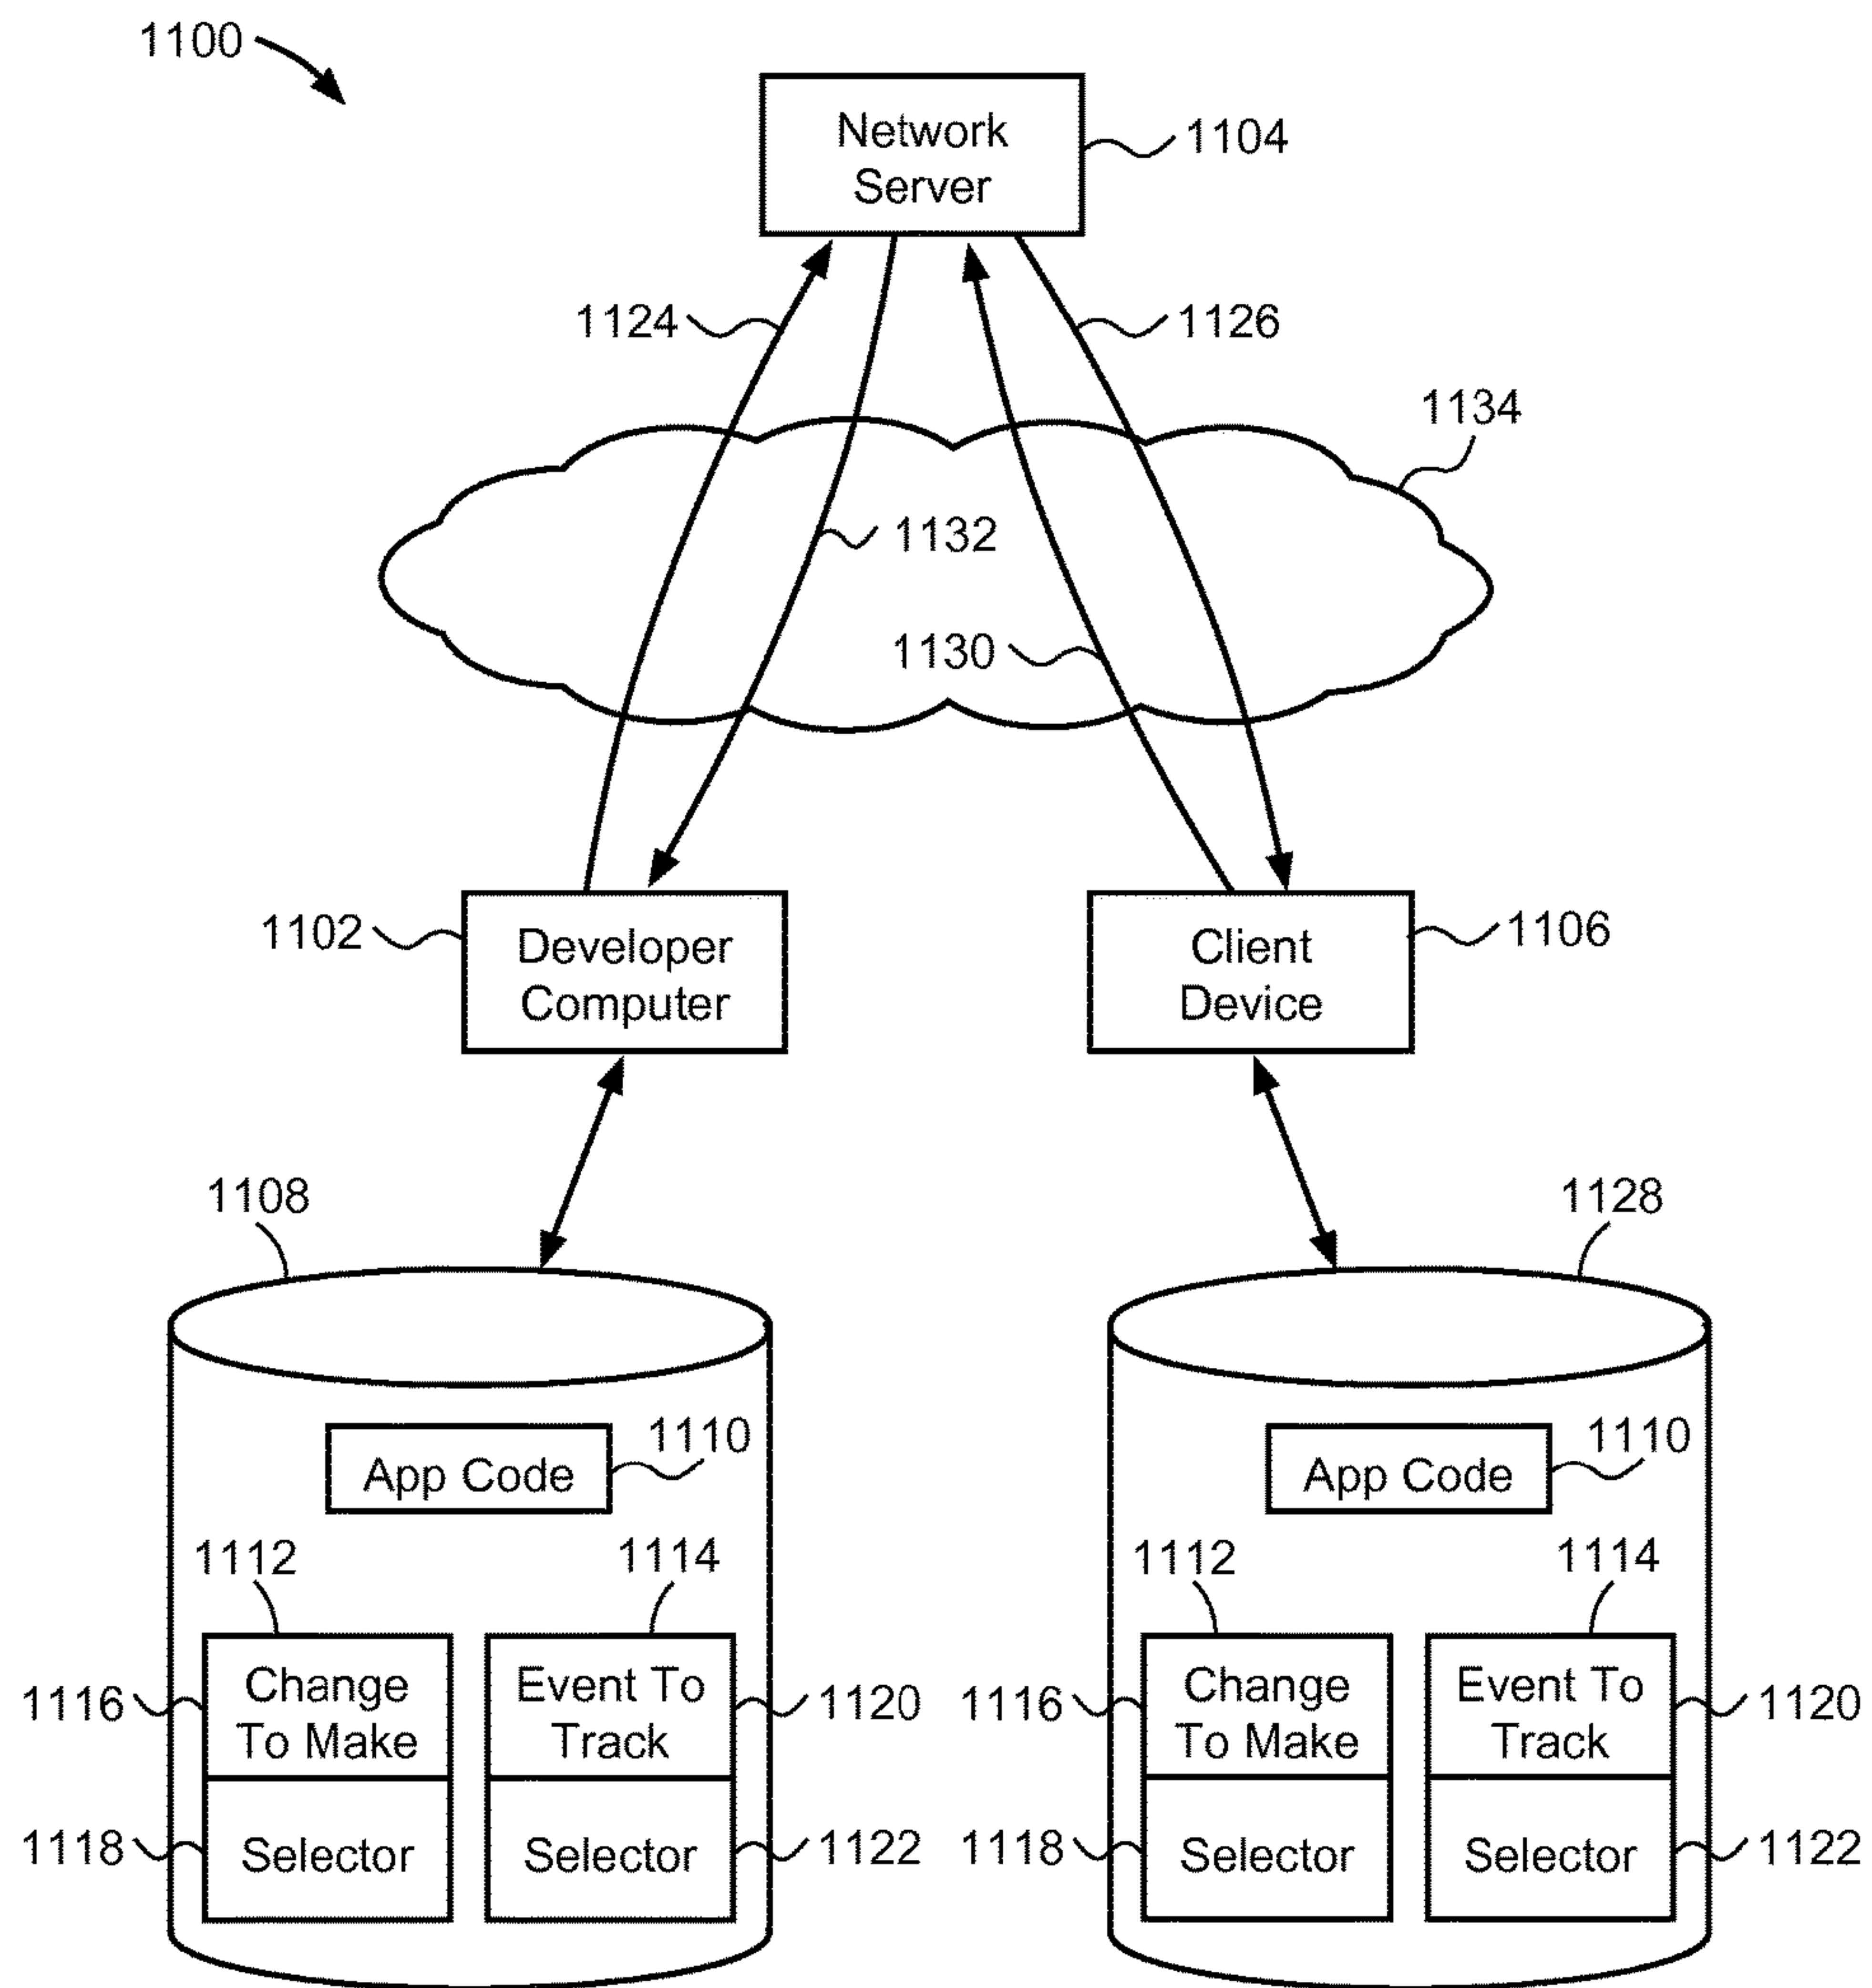 1100
Network
Server
1104
1124
1126
1134
1132
1130
1102
Developer
Computer
Client
Device
1106
1108
1128
App Code
1110
App Code
1110
1112
1114
1112
1114
1116
Change
To Make
Event To
Track
1120
1116
Change
To Make
Event To
Track
1120
1118
Selector
Selector
1122
1118
Selector
Selector
1122